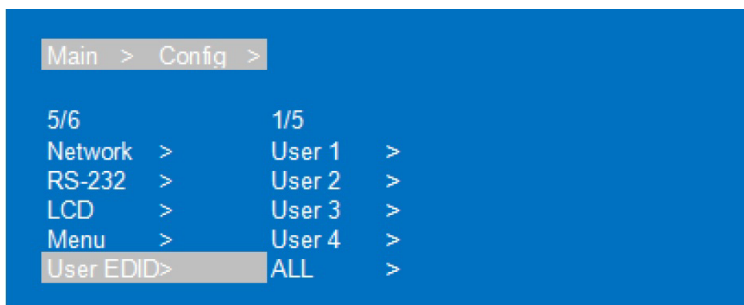 Main > Config >
5/6 1/5
Network > User 1 >
RS-232 > User 2 >
LCD > User 3 >
Menu > User 4 >
User EDID> ALL >